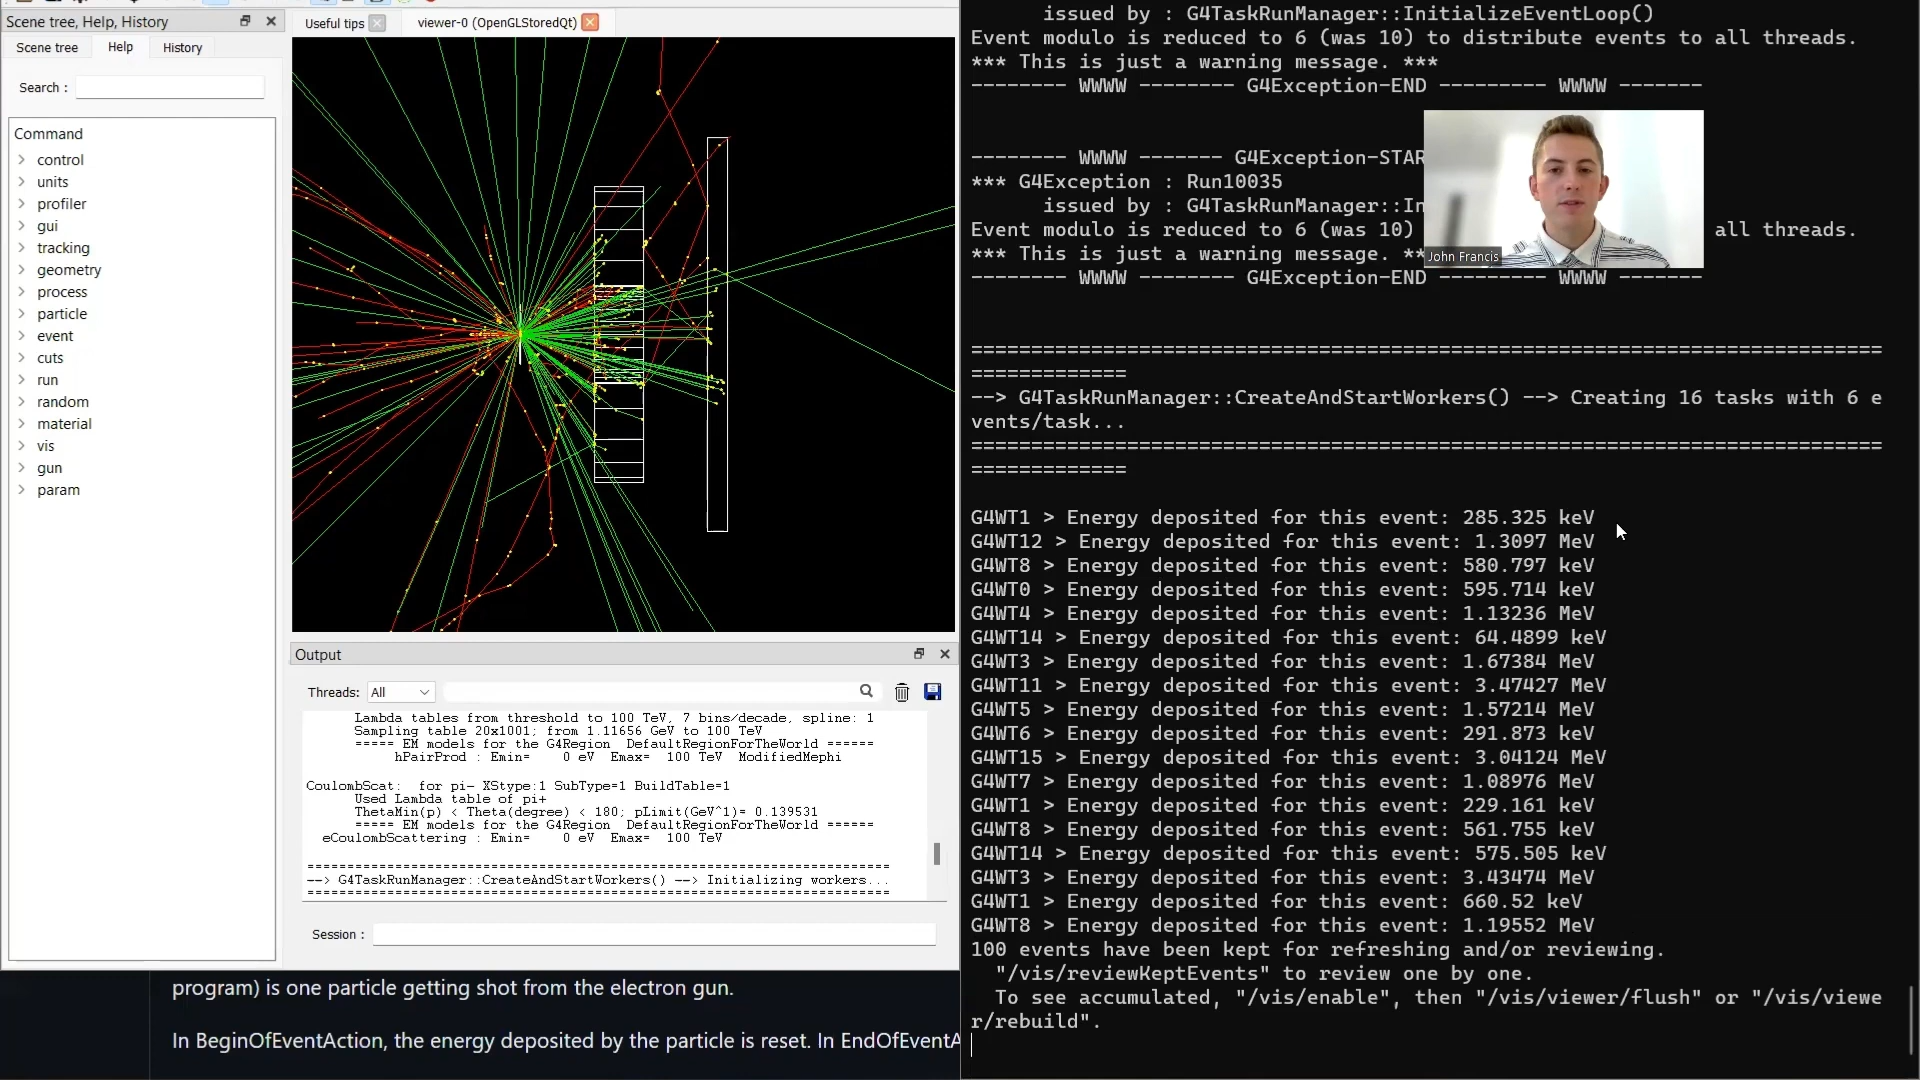 Scene tree, Help, History
Scene tree
Help
History
Search :
Command
control
units
profiler
gui
tracking
geometry
process
particle
event
cuts
run
random
material
vis
gun
param
Useful tips
viewer-0 (OpenGLStoredQt)
Output
Threads: All
Lambda tables from threshold to 100 TeV, 7 bins/decade, spline: 1
Sampling table 20x1001; from 1.11656 GeV to 100 TeV
===== EM models for the G4Region  DefaultRegionForTheWorld ======
hPairProd : Emin=    0 eV  Emax=  100 TeV  ModifiedMephi
CoulombScat:  for pi- XStype:1 SubType=1 BuildTable=1
Used Lambda table of pi+
ThetaMin(p) < Theta(degree) < 180; pLimit(GeV^1)= 0.139531
===== EM models for the G4Region  DefaultRegionForTheWorld ======
eCoulombScattering : Emin=    0 eV  Emax=  100 TeV
===========================================================================
--> G4TaskRunManager::CreateAndStartWorkers() --> Initializing workers...
===========================================================================
Session :
program) is one particle getting shot from the electron gun.
In BeginOfEventAction, the energy deposited by the particle is reset. In EndOfEventA
issued by : G4TaskRunManager::InitializeEventLoop()
Event modulo is reduced to 6 (was 10) to distribute events to all threads.
*** This is just a warning message. ***
-------- WWWW -------- G4Exception-END --------- WWWW -------
-------- WWWW ------- G4Exception-STAR
*** G4Exception : Run10035
issued by : G4TaskRunManager::In
Event modulo is reduced to 6 (was 10) all threads.
*** This is just a warning message. **
-------- WWWW -------- G4Exception-END --------- WWWW -------
John Francis
============================================================================
=============
--> G4TaskRunManager::CreateAndStartWorkers() --> Creating 16 tasks with 6 e
vents/task...
============================================================================
=============
G4WT1 > Energy deposited for this event: 285.325 keV
G4WT12 > Energy deposited for this event: 1.3097 MeV
G4WT8 > Energy deposited for this event: 580.797 keV
G4WT0 > Energy deposited for this event: 595.714 keV
G4WT4 > Energy deposited for this event: 1.13236 MeV
G4WT14 > Energy deposited for this event: 64.4899 keV
G4WT3 > Energy deposited for this event: 1.67384 MeV
G4WT11 > Energy deposited for this event: 3.47427 MeV
G4WT5 > Energy deposited for this event: 1.57214 MeV
G4WT6 > Energy deposited for this event: 291.873 keV
G4WT15 > Energy deposited for this event: 3.04124 MeV
G4WT7 > Energy deposited for this event: 1.08976 MeV
G4WT1 > Energy deposited for this event: 229.161 keV
G4WT8 > Energy deposited for this event: 561.755 keV
G4WT14 > Energy deposited for this event: 575.505 keV
G4WT3 > Energy deposited for this event: 3.43474 MeV
G4WT1 > Energy deposited for this event: 660.52 keV
G4WT8 > Energy deposited for this event: 1.19552 MeV
100 events have been kept for refreshing and/or reviewing.
"/vis/reviewKeptEvents" to review one by one.
To see accumulated, "/vis/enable", then "/vis/viewer/flush" or "/vis/viewe
r/rebuild".